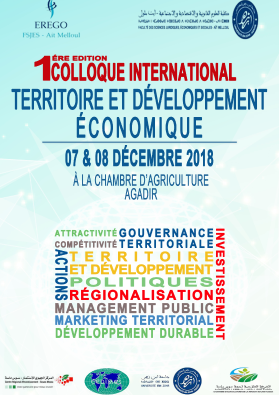 EREGO
FSJES - Ait Melloul
1ÈRE EDITION
COLLOQUE INTERNATIONAL
TERRITOIRE ET DÉVELOPPEMENT
ÉCONOMIQUE
07 & 08 DÉCEMBRE 2018
À LA CHAMBRE D'AGRICULTURE
AGADIR
ATTRACTIVITÉ GOUVERNANCE
COMPÉTITIVITÉ TERRITORIALE
INVESTISSEMENT
ACTIONS
TERRITOIRE
ET DÉVELOPPEMENT
POLITIQUES
RÉGIONALISATION
MANAGEMENT PUBLIC
MARKETING TERRITORIAL
DÉVELOPPEMENT DURABLE